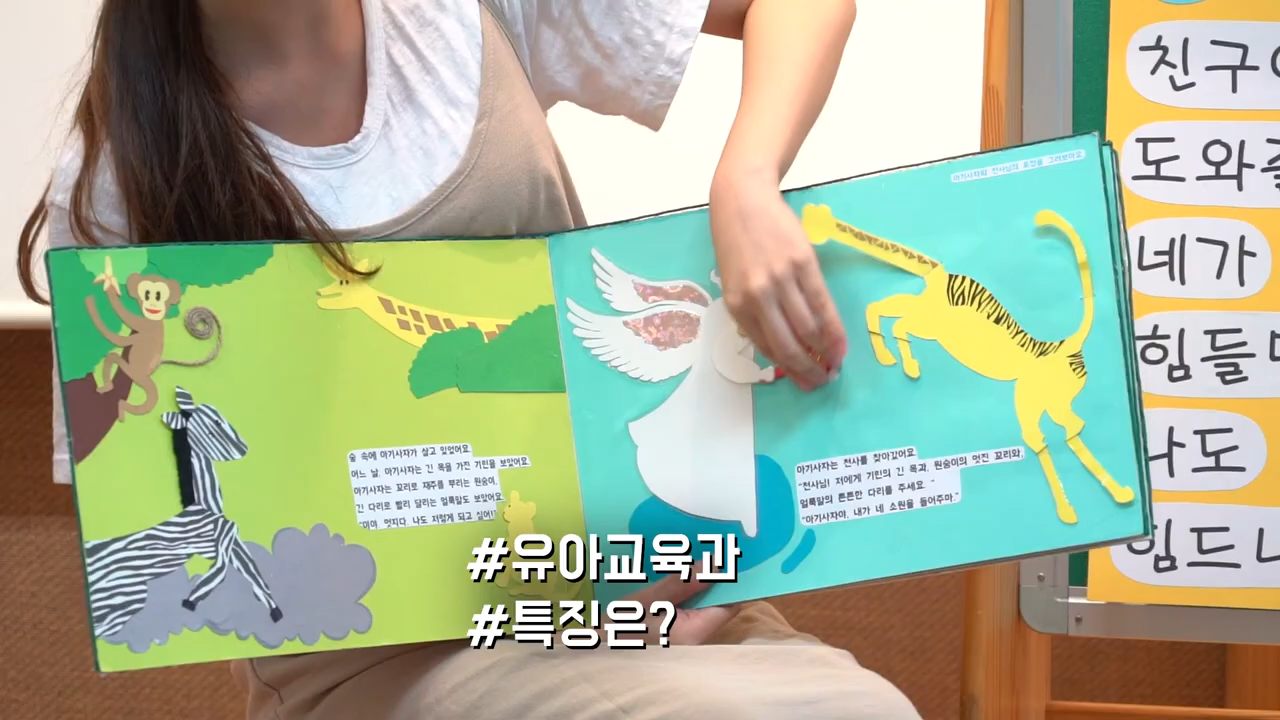 숲 속에 아기사자가 살고 있었어요.
어느 날, 아기사자는 긴 목을 가진 기린을 보았어요.
아기사자는 꼬리로 재주를 부리는 원숭이,
긴 다리로 빨리 달리는 얼룩말도 보았어요.
"이야, 멋지다. 나도 저렇게 되고 싶어!"
아기사자와 천사님의 표정을 그려보아요.
아기사자는 천사를 찾아갔어요.
"천사님! 저에게 기린의 긴 목과, 원숭이의 멋진 꼬리와,
얼룩말의 튼튼한 다리를 주세요. "
"아기사자야, 내가 네 소원을 들어주마."
친구
도와
네가
힘들
나도
힘드
#유아교육과
#특징은?